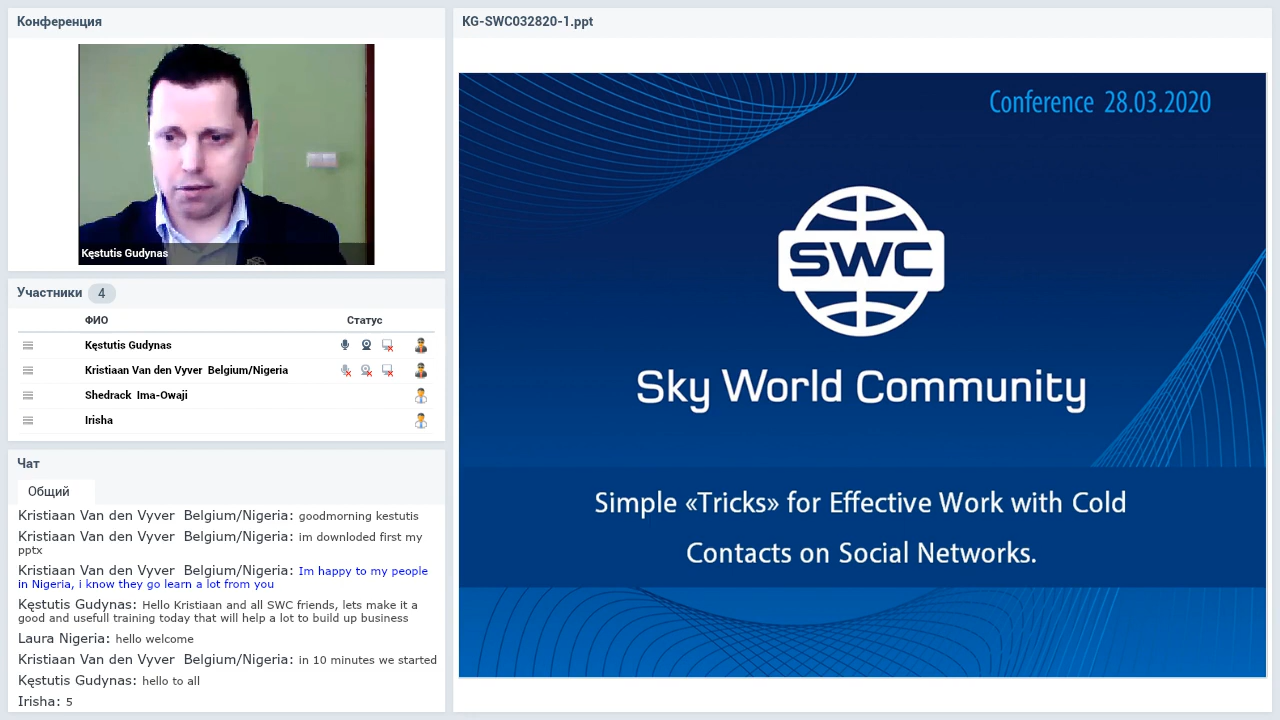 Конференция
Kęstutis Gudynas
Участники 4
ФИО Статус
Kęstutis Gudynas
Kristiaan Van den Vyver Belgium/Nigeria
Shedrack Ima-Owaji
Irisha
Чат
Общий
Kristiaan Van den Vyver Belgium/Nigeria: goodmorning kestutis
Kristiaan Van den Vyver Belgium/Nigeria: im downloded first my
pptx
Kristiaan Van den Vyver Belgium/Nigeria: Im happy to my people
in Nigeria, i know they go learn a lot from you
Kęstutis Gudynas: Hello Kristiaan and all SWC friends, lets make it a
good and usefull training today that will help a lot to build up business
Laura Nigeria: hello welcome
Kristiaan Van den Vyver Belgium/Nigeria: in 10 minutes we started
Kęstutis Gudynas: hello to all
Irisha: 5
KG-SWC032820-1.ppt
Conference 28.03.2020
SWC
Sky World Community
Simple «Tricks» for Effective Work with Cold
Contacts on Social Networks.